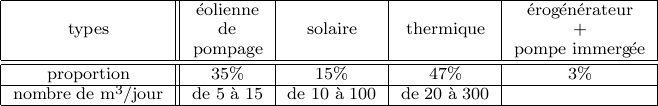 types éolienne de pompage solaire thermique érogénérateur + pompe immergée
proportion 35% 15% 47% 3%
nombre de m³/jour de 5 à 15 de 10 à 100 de 20 à 300